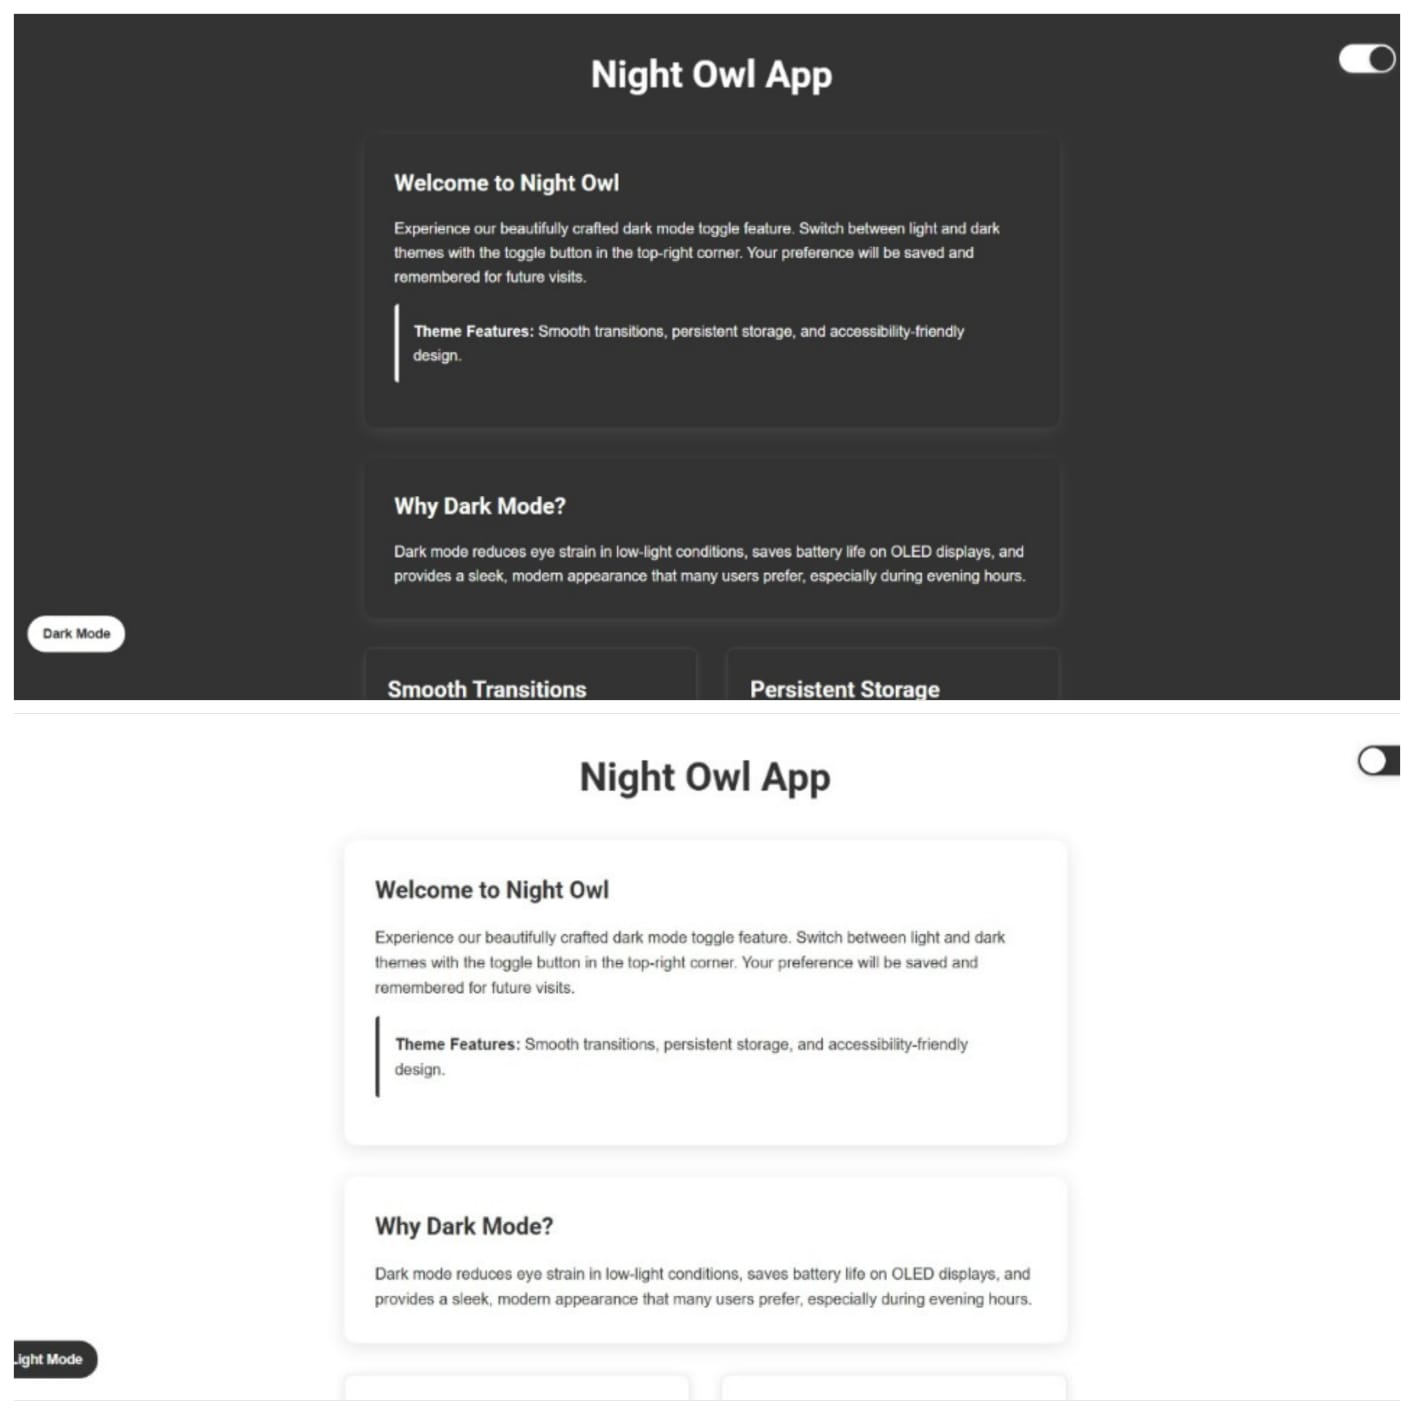 Night Owl App
Welcome to Night Owl
Experience our beautifully crafted dark mode toggle feature. Switch between light and dark
themes with the toggle button in the top-right corner. Your preference will be saved and
remembered for future visits.
Theme Features: Smooth transitions, persistent storage, and accessibility-friendly
design.
Why Dark Mode?
Dark mode reduces eye strain in low-light conditions, saves battery life on OLED displays, and
provides a sleek, modern appearance that many users prefer, especially during evening hours.
Dark Mode
Smooth Transitions
Persistent Storage
Night Owl App
Welcome to Night Owl
Experience our beautifully crafted dark mode toggle feature. Switch between light and dark
themes with the toggle button in the top-right corner. Your preference will be saved and
remembered for future visits.
Theme Features: Smooth transitions, persistent storage, and accessibility-friendly
design.
Why Dark Mode?
Dark mode reduces eye strain in low-light conditions, saves battery life on OLED displays, and
provides a sleek, modern appearance that many users prefer, especially during evening hours.
Light Mode